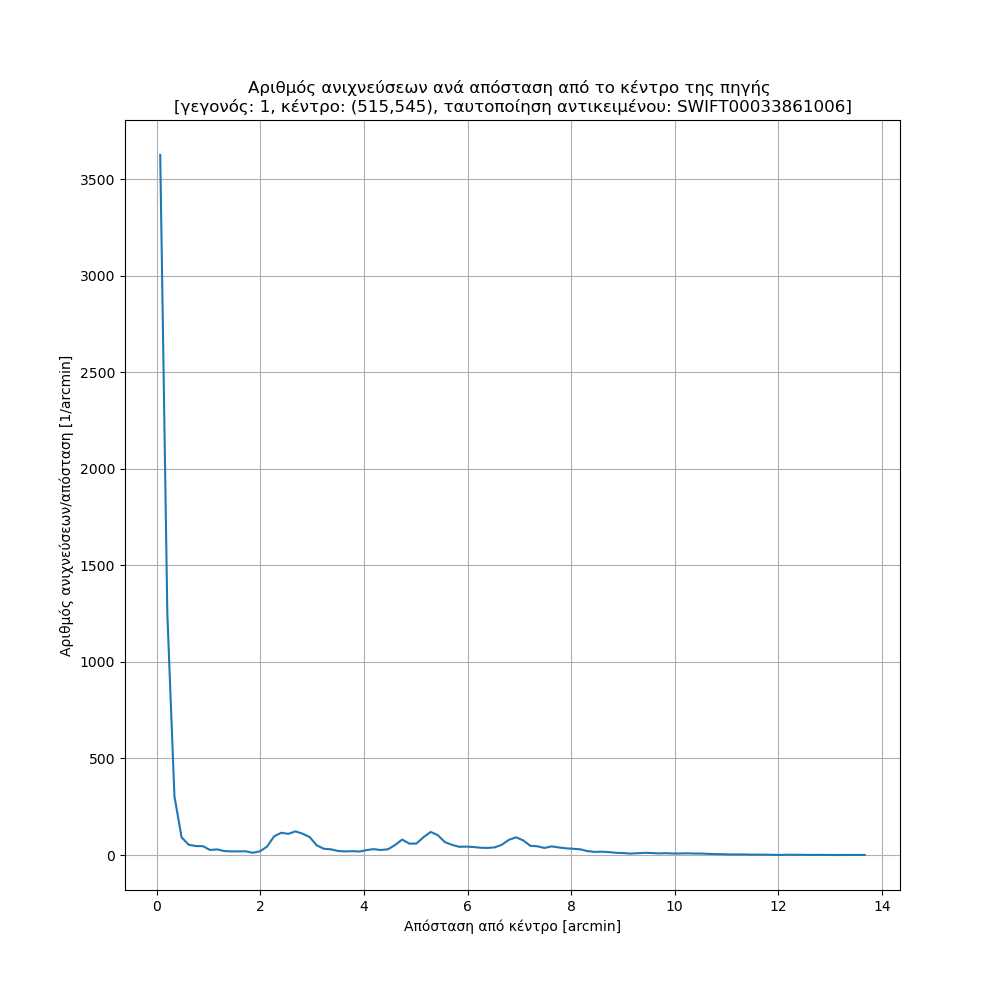 Αριθμός ανιχνεύσεων ανά απόσταση από το κέντρο της πηγής
[γεγονός: 1, κέντρο: (515,545), ταυτοποίηση αντικειμένου: SWIFT00033861006]
Αριθμός ανιχνεύσεων/απόσταση [1/arcmin]
3500
3000
2500
2000
1500
1000
500
0
0 2 4 6 8 10 12 14
Απόσταση από κέντρο [arcmin]